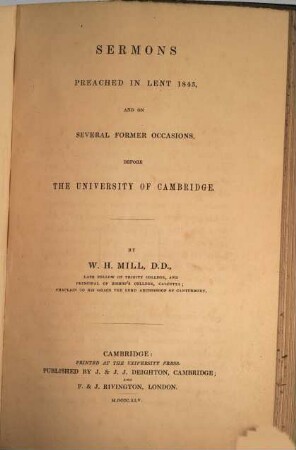 SERMONS
PREACHED IN LENT 1845,
AND ON
SEVERAL FORMER OCCASIONS,
BEFORE
THE UNIVERSITY OF CAMBRIDGE.
BY
W. H. MILL, D.D.,
LATE FELLOW OF TRINITY COLLEGE, AND
PRINCIPAL OF BISHOP'S COLLEGE, CALCUTTA;
CHAPLAIN TO HIS GRACE THE LORD ARCHBISHOP OF CANTERBURY.
CAMBRIDGE:
PRINTED AT THE UNIVERSITY PRESS.
PUBLISHED BY J. & J. J. DEIGHTON, CAMBRIDGE;
AND
F. & J. RIVINGTON, LONDON.
M.DCCC.XLV.